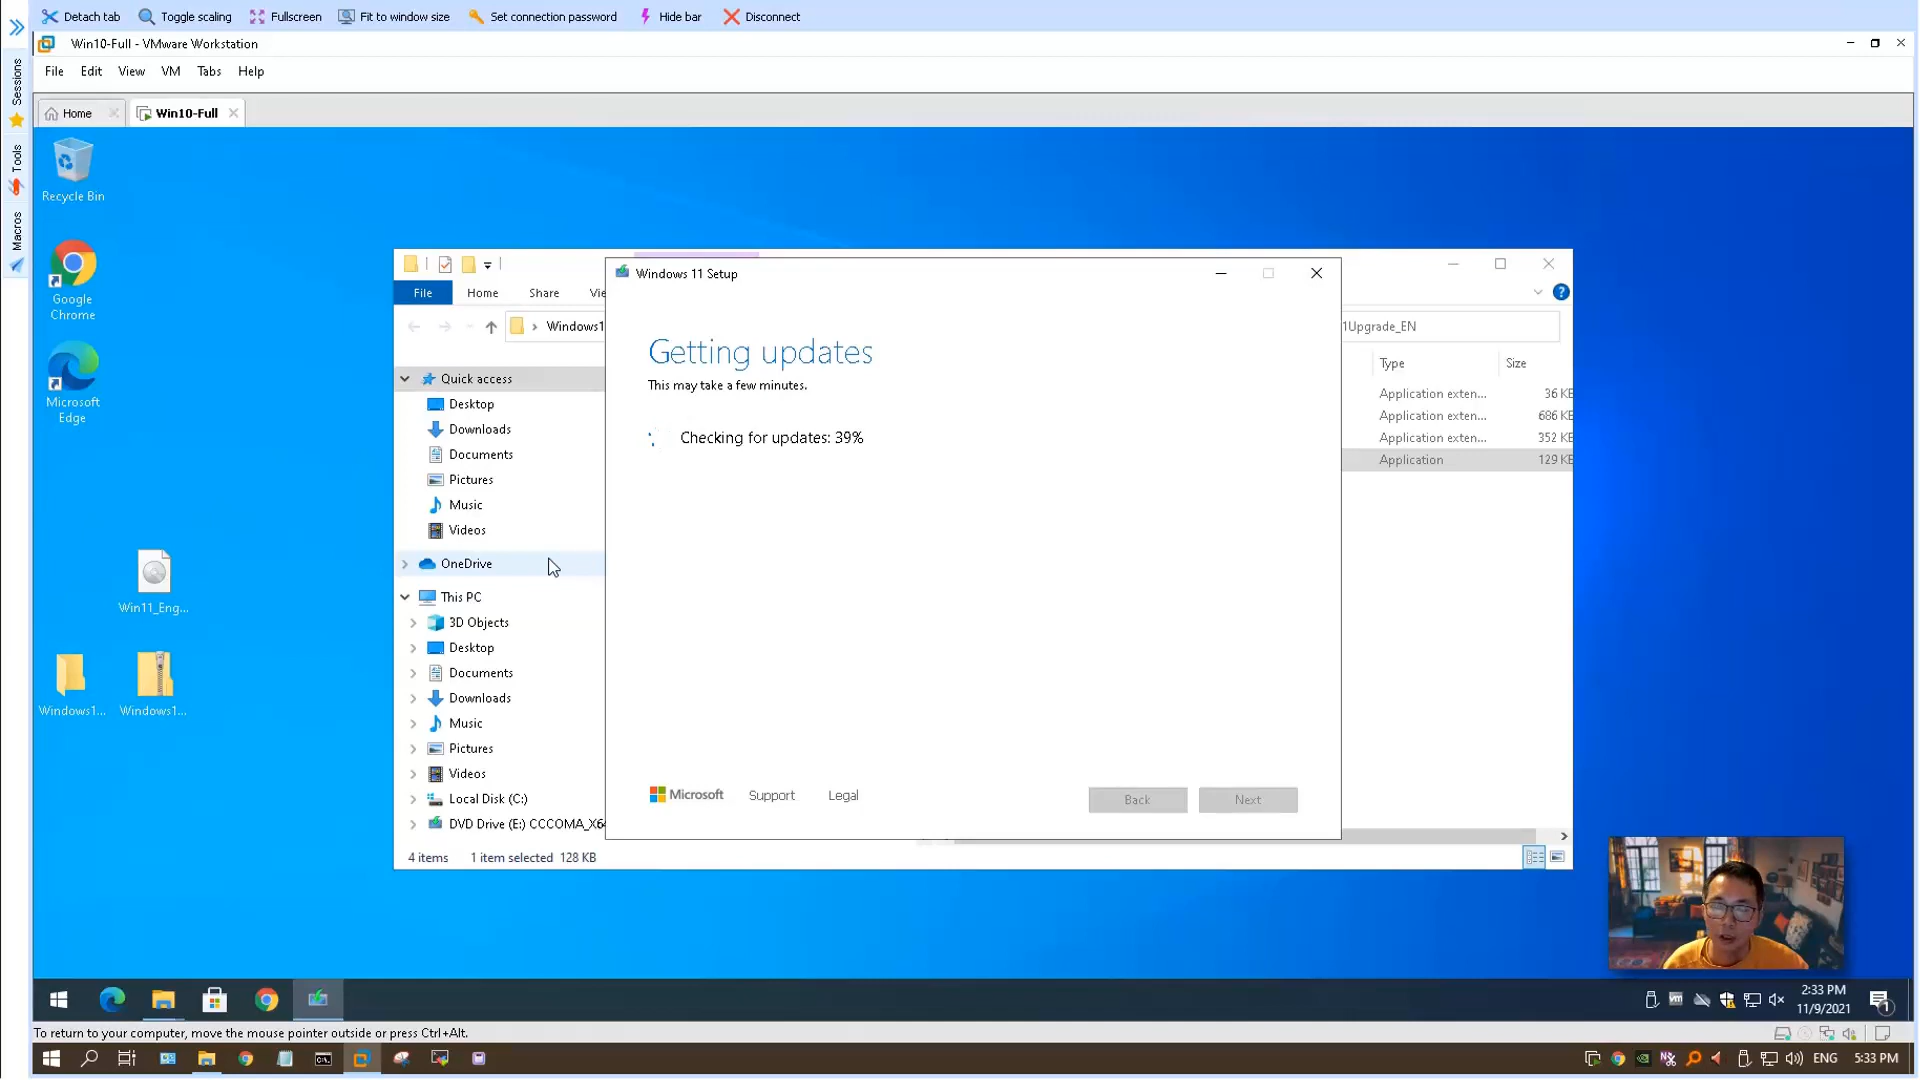 Detach tab Toggle scaling Fullscreen Fit to window size Set connection password Hide bar Disconnect
Win10-Full - VMware Workstation
File Edit View VM Tabs Help
Home Win10-Full
Sessions
Tools
Macros
Recycle Bin
Google
Chrome
Microsoft
Edge
Win11_Eng...
Windows1... Windows1...
File Home Share
Windows1
1Upgrade_EN
Type Size
Application exten... 36 KB
Application exten... 686 KB
Application exten... 352 KB
Application 129 KB
Quick access
Desktop
Downloads
Documents
Pictures
Music
Videos
OneDrive
This PC
3D Objects
Desktop
Documents
Downloads
Music
Pictures
Videos
Local Disk (C:)
DVD Drive (E:) CCCOMA_X64
4 items 1 item selected 128 KB
Windows 11 Setup
Getting updates
This may take a few minutes.
Checking for updates: 39%
Microsoft Support Legal
Back Next
2:33 PM
11/9/2021
To return to your computer, move the mouse pointer outside or press Ctrl+Alt.
ENG 5:33 PM